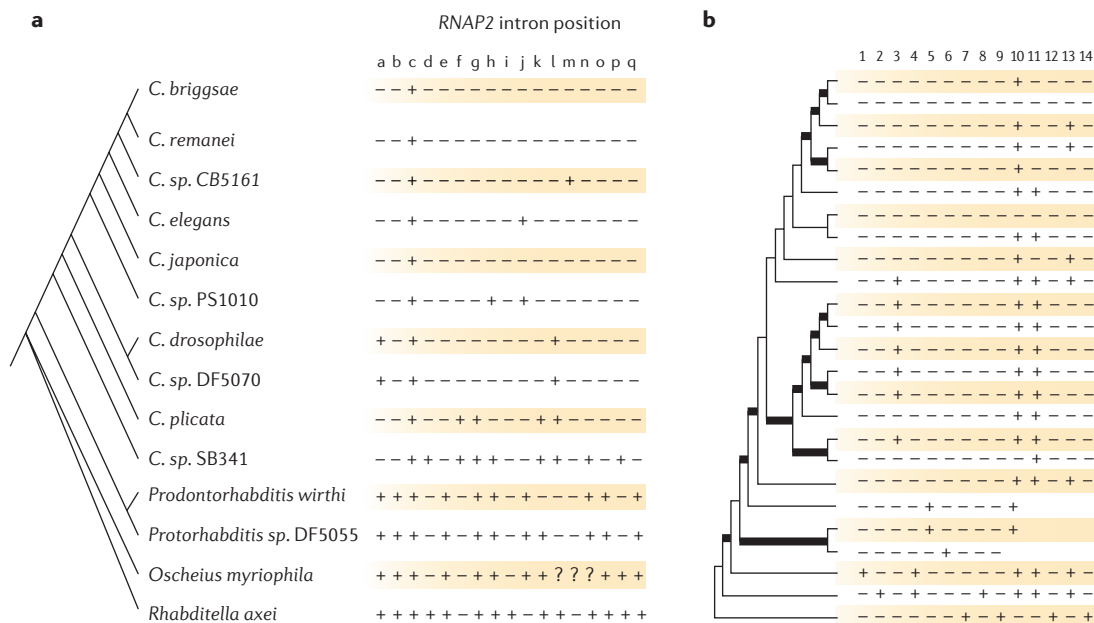 a
RNAP2 intron position
a b c d e f g h i j k l m n o p q
C. briggsae − − + − − − − − − − − − − − − − −
C. remanei − − + − − − − − − − − − − − − − −
C. sp. CB5161 − − + − − − − − − − − − + − − − −
C. elegans − − + − − − − − − + − − − − − − −
C. japonica − − + − − − − − − − − − − − − − −
C. sp. PS1010 − − + − − − − + − + − − − − − − −
C. drosophilae + − + − − − − − − − − + − − − − −
C. sp. DF5070 + − + − − − − − − − − + − − − − −
C. plicata − − + − − + + − − − + + − − − − −
C. sp. SB341 − − + + − + + + − − + + − + − + −
Prodontorhabditis wirthi + + + − + − + + − + − − − + + − +
Protorhabditis sp. DF5055 + + + − + − + + − + + − − + + − +
Oscheius myriophila + + + − + − + + − + + ? ? ? + + +
Rhabditella axei + + + + + − + + − + + + − + + + +
b
1 2 3 4 5 6 7 8 9 10 11 12 13 14
− − − − − − − − − + − − − −
− − − − − − − − − − − − − −
− − − − − − − − − + − − + −
− − − − − − − − − + − − + −
− − − − − − − − − + − − − −
− − − − − − − − − + + − − −
− − − − − − − − − − − − − −
− − − − − − − − − + + − − −
− − − − − − − − − + − − + −
− − + − − − − − − + + − + −
− − + − − − − − − + + − − −
− − + − − − − − − + + − − −
− − + − − − − − − + + − − −
− − + − − − − − − + + − − −
− − + − − − − − − + + − − −
− − − − − − − − − + + − − −
− − + − − − − − − + + − − −
− − − − − − − − − − + − − −
− − − − − − − − − + + − + −
− − − − + − − − − +
− − − − + − − − − +
− − − − − + − − −
+ − − + − − − − − + + − + −
− + − + − − − + − + + − + −
− − − − − − + − + − − + − +